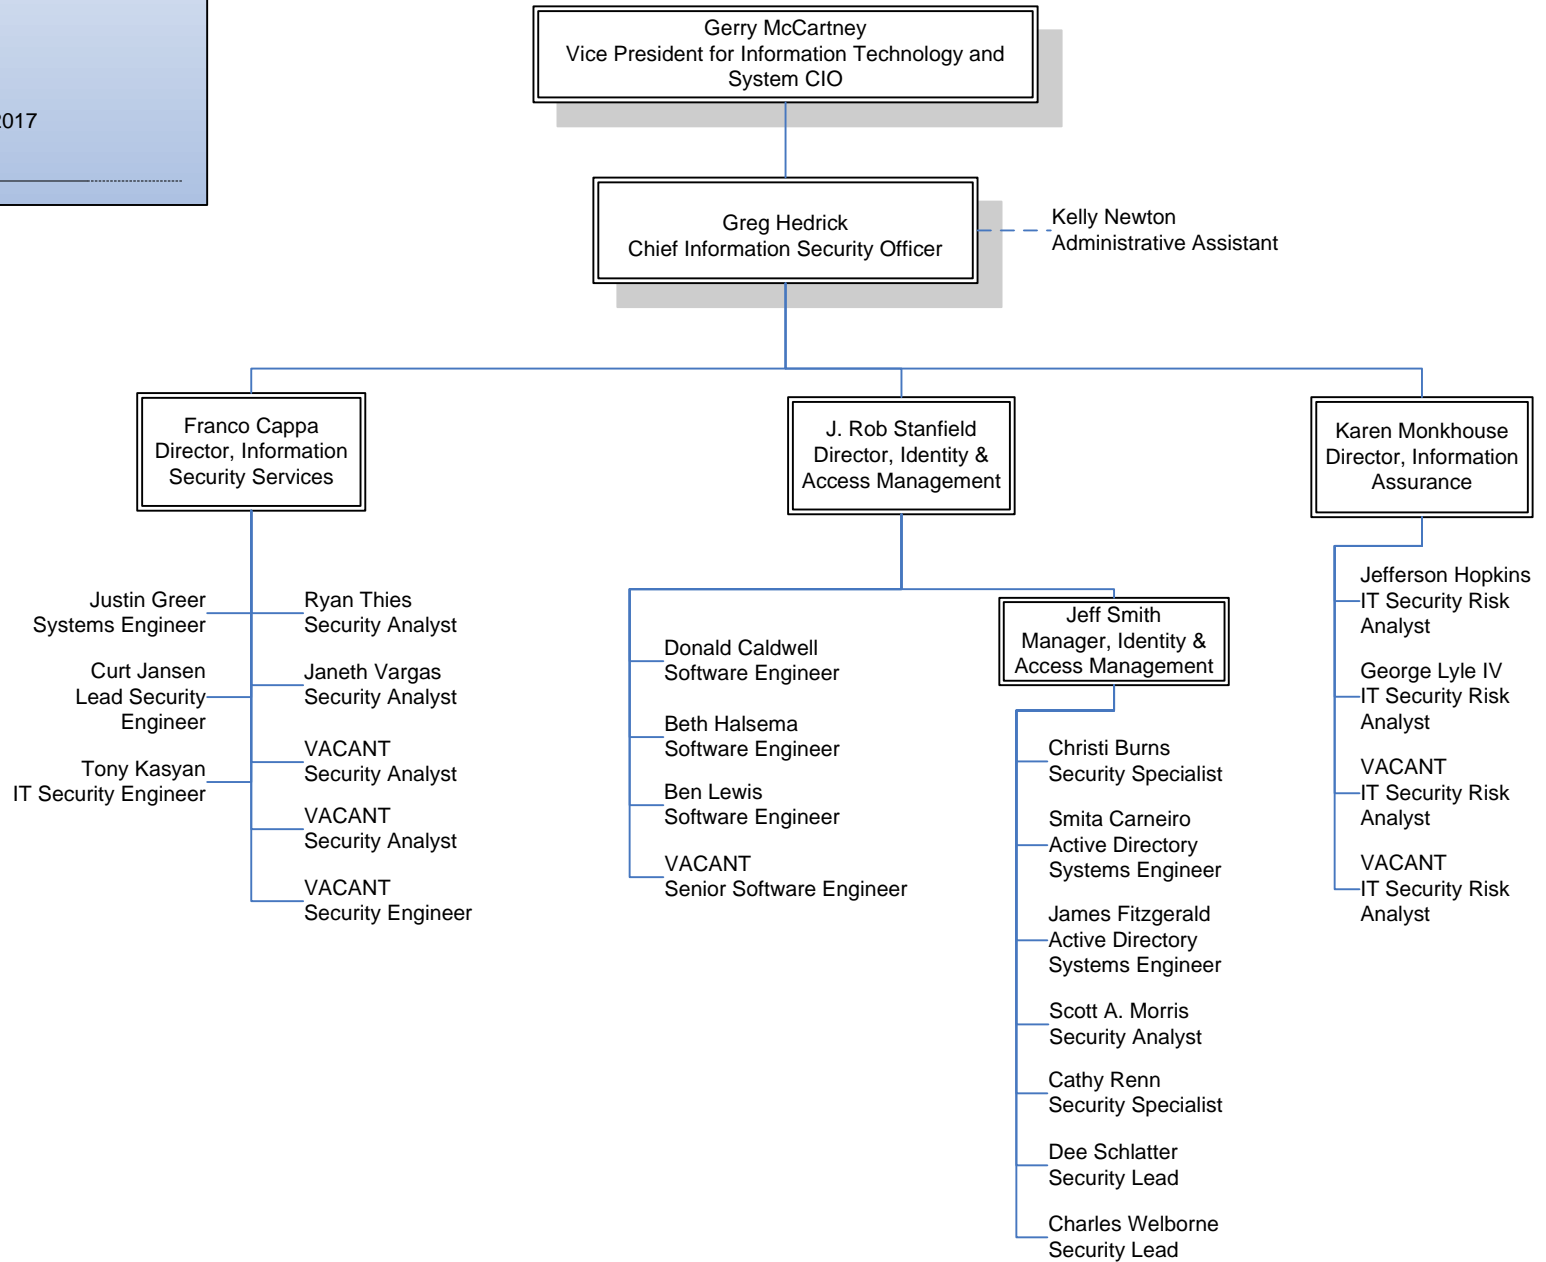 Gerry McCartney
Vice President for Information Technology and
System CIO
Greg Hedrick
Chief Information Security Officer
Kelly Newton
Administrative Assistant
Franco Cappa
Director, Information
Security Services
J. Rob Stanfield
Director, Identity &
Access Management
Karen Monkhouse
Director, Information
Assurance
Justin Greer
Systems Engineer
Curt Jansen
Lead Security
Engineer
Tony Kasyan
IT Security Engineer
Ryan Thies
Security Analyst
Janeth Vargas
Security Analyst
VACANT
Security Analyst
VACANT
Security Analyst
VACANT
Security Engineer
Donald Caldwell
Software Engineer
Beth Halsema
Software Engineer
Ben Lewis
Software Engineer
VACANT
Senior Software Engineer
Jeff Smith
Manager, Identity &
Access Management
Christi Burns
Security Specialist
Smita Carneiro
Active Directory
Systems Engineer
James Fitzgerald
Active Directory
Systems Engineer
Scott A. Morris
Security Analyst
Cathy Renn
Security Specialist
Dee Schlatter
Security Lead
Charles Welborne
Security Lead
Jefferson Hopkins
IT Security Risk
Analyst
George Lyle IV
IT Security Risk
Analyst
VACANT
IT Security Risk
Analyst
VACANT
IT Security Risk
Analyst